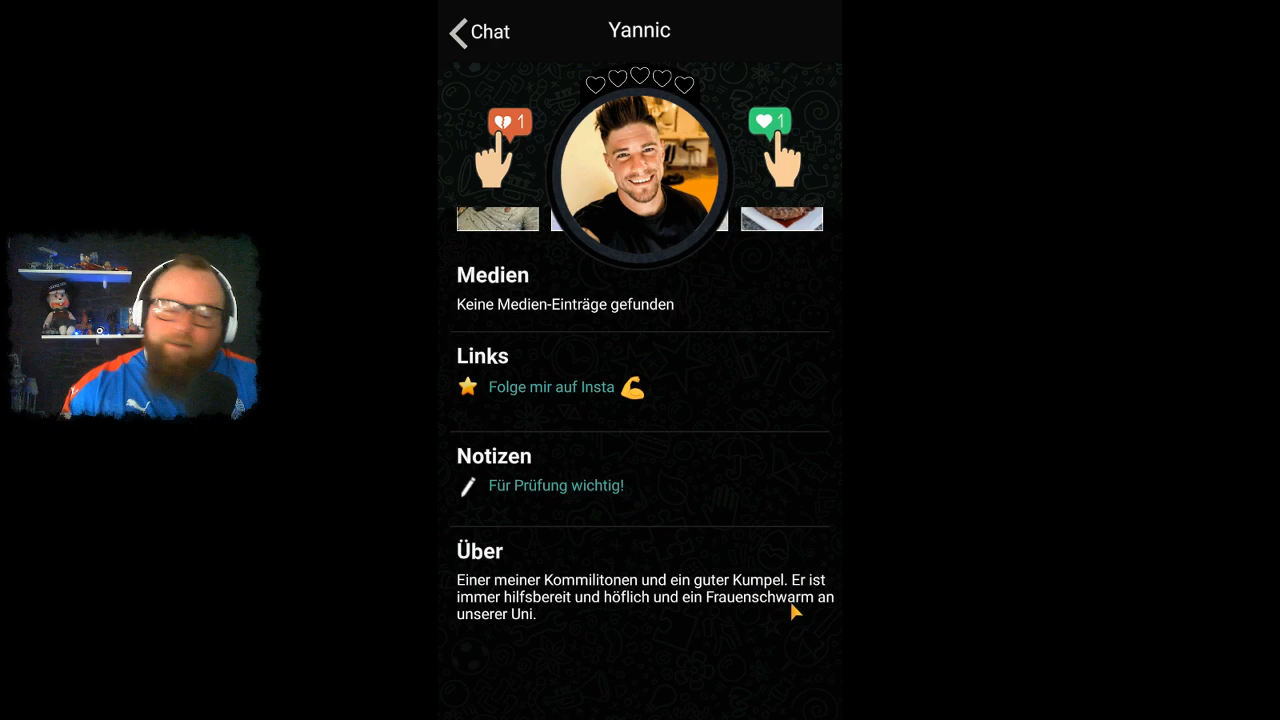 Chat
Yannic
1
1
Medien
Keine Medien-Einträge gefunden
Links
Folge mir auf Insta
Notizen
Für Prüfung wichtig!
Über
Einer meiner Kommilitonen und ein guter Kumpel. Er ist
immer hilfsbereit und höflich und ein Frauenschwarm an
unserer Uni.